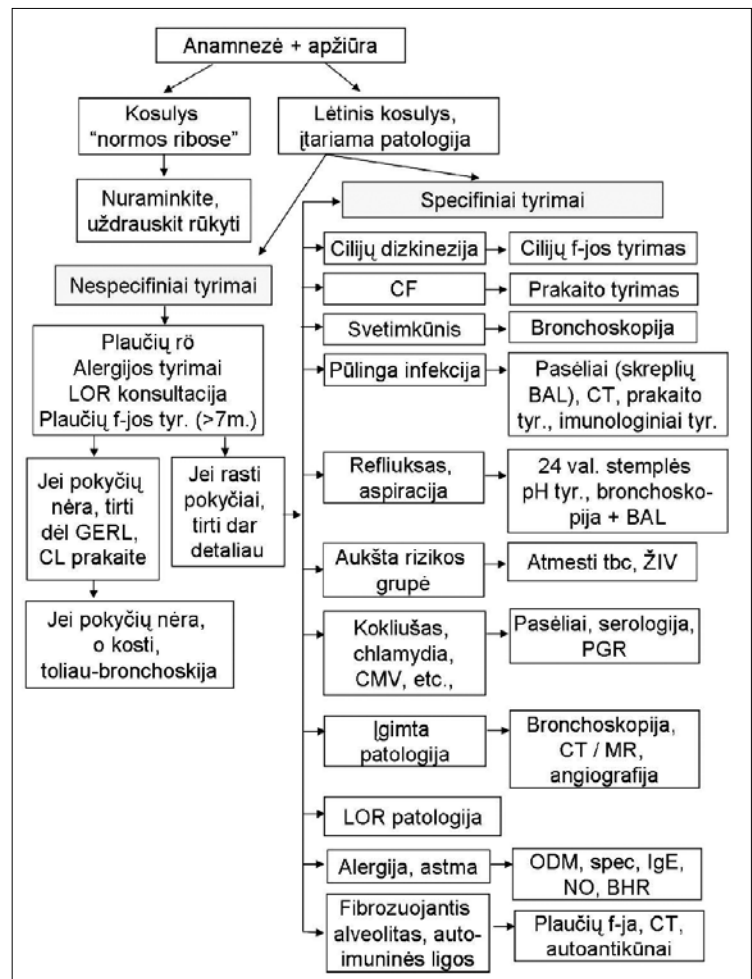 Anamnezė + apžiūra
Kosulys
“normos ribose”
Lėtinis kosulys,
įtariama patologija
Nuraminkite,
uždrauskit rūkyti
Specifiniai tyrimai
Nespecifiniai tyrimai
Plaučių rö
Alergijos tyrimai
LOR konsultacija
Plaučių f-jos tyr. (>7m.)
Jei pokyčių
nėra, tirti
dėl GERL,
CL prakaite
Jei rasti
pokyčiai,
tirti dar
detaliau
Jei pokyčių nėra,
o kosti,
toliau-bronchoskija
Cilijų dizkinezija
Cilijų f-jos tyrimas
CF
Prakaito tyrimas
Svetimkūnis
Bronchoskopija
Pūlinga infekcija
Pasėliai (skreplių
BAL), CT, prakaito
tyr., imunologiniai tyr.
Refliuksas,
aspiracija
24 val. stemplės
pH tyr., bronchosko-
pija + BAL
Aukšta rizikos
grupė
Atmesti tbc, ŽIV
Kokliušas,
chlamydia,
CMV, etc.,
Pasėliai, serologija,
PGR
Įgimta
patologija
Bronchoskopija,
CT / MR,
angiografija
LOR patologija
Alergija, astma
ODM, spec, IgE,
NO, BHR
Fibrozuojantis
alveolitas, auto-
imuninės ligos
Plaučių f-ja, CT,
autoantikūnai